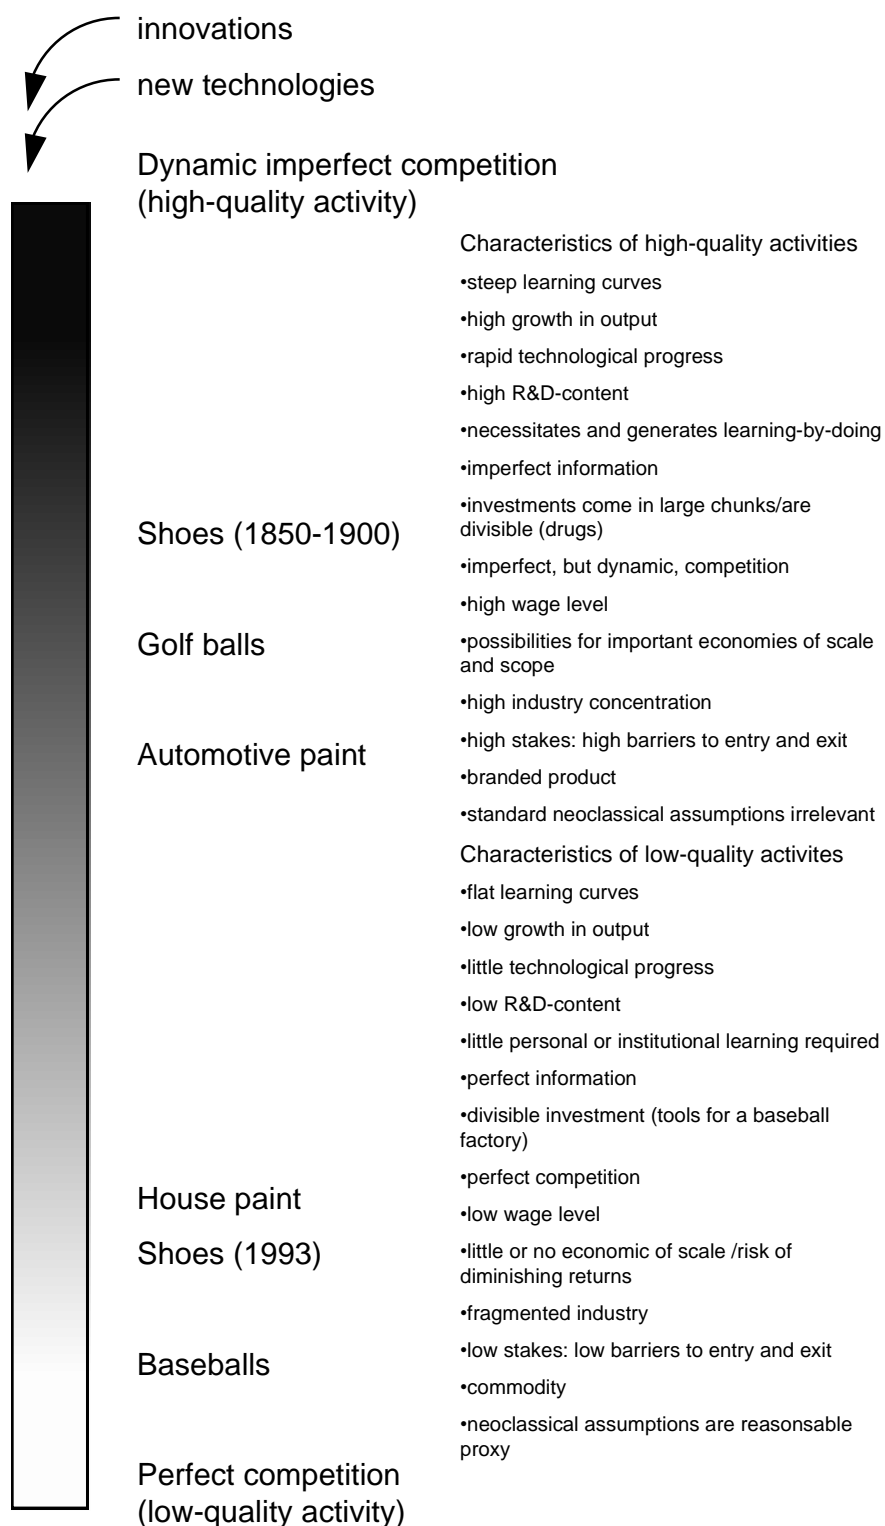 innovations
new technologies
Dynamic imperfect competition
(high-quality activity)
Characteristics of high-quality activities
•steep learning curves
•high growth in output
•rapid technological progress
•high R&D-content
•necessitates and generates learning-by-doing
•imperfect information
•investments come in large chunks/are
divisible (drugs)
Shoes (1850-1900)
•imperfect, but dynamic, competition
•high wage level
Golf balls
•possibilities for important economies of scale
and scope
•high industry concentration
•high stakes: high barriers to entry and exit
Automotive paint
•branded product
•standard neoclassical assumptions irrelevant
Characteristics of low-quality activites
•flat learning curves
•low growth in output
•little technological progress
•low R&D-content
•little personal or institutional learning required
•perfect information
•divisible investment (tools for a baseball
factory)
•perfect competition
House paint
•low wage level
Shoes (1993)
•little or no economic of scale /risk of
diminishing returns
•fragmented industry
•low stakes: low barriers to entry and exit
Baseballs
•commodity
•neoclassical assumptions are reasonsable
proxy
Perfect competition
(low-quality activity)